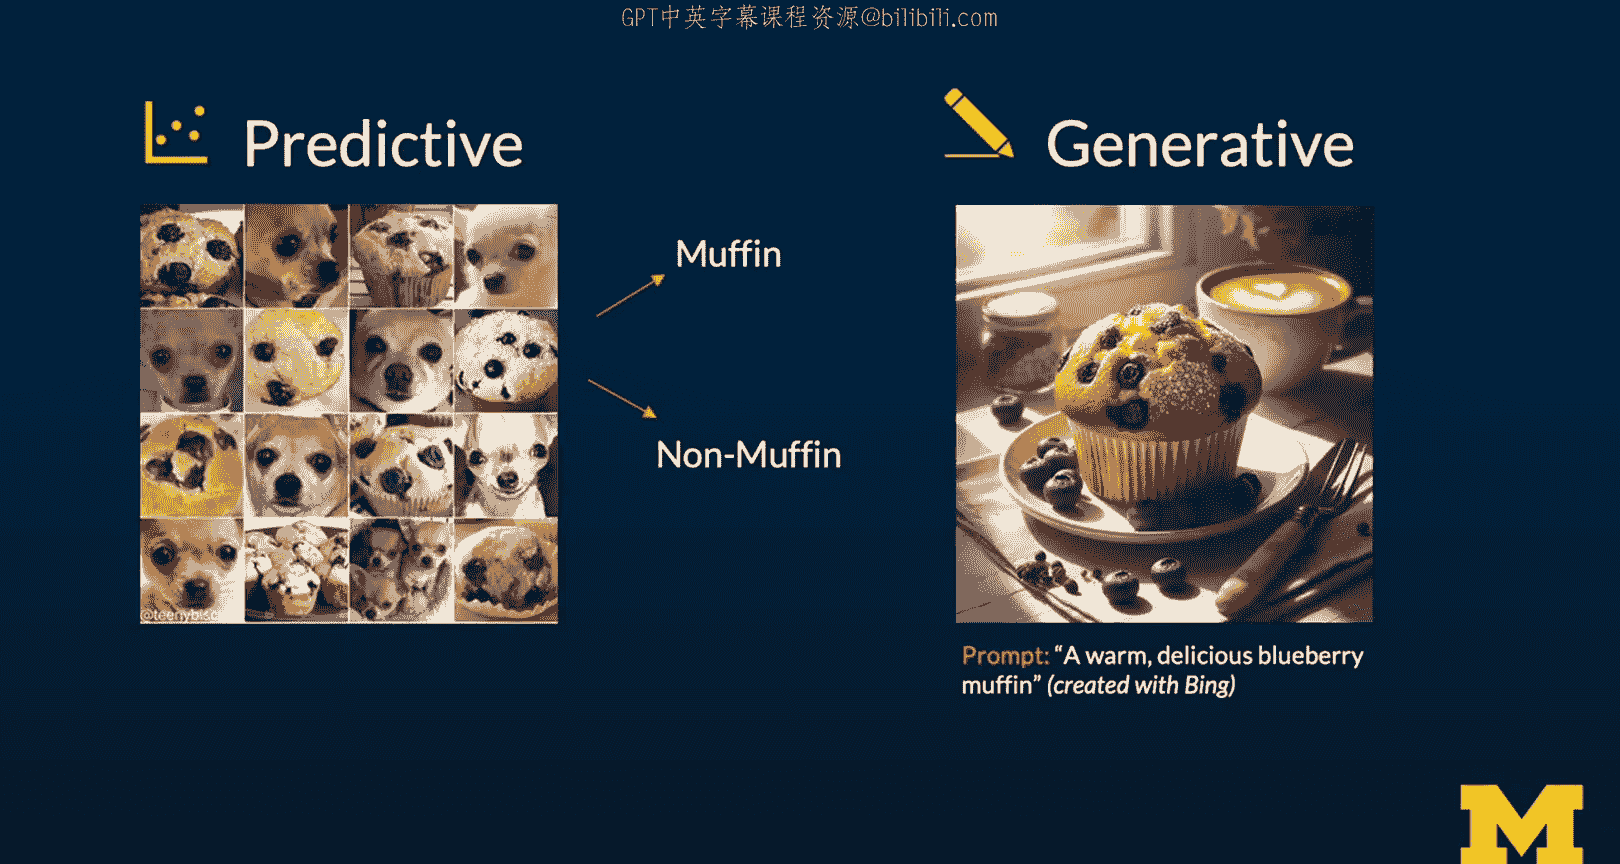 GPT中英字幕课程资源@bilibili.com
Predictive
Generative
Muffin
Non-Muffin
@teenybisc
Prompt: “A warm, delicious blueberry
muffin” (created with Bing)
M